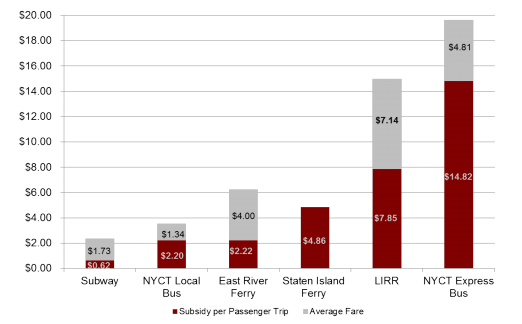 $20.00
$18.00
$16.00
$14.00
$12.00
$10.00
$8.00
$6.00
$4.00
$2.00
$0.00
$1.73
$0.62
$1.34
$2.20
$4.00
$2.22
$4.86
$7.14
$7.85
$4.81
$14.82
Subway
NYCT Local
Bus
East River
Ferry
Staten Island
Ferry
LIRR
NYCT Express
Bus
Subsidy per Passenger Trip
Average Fare